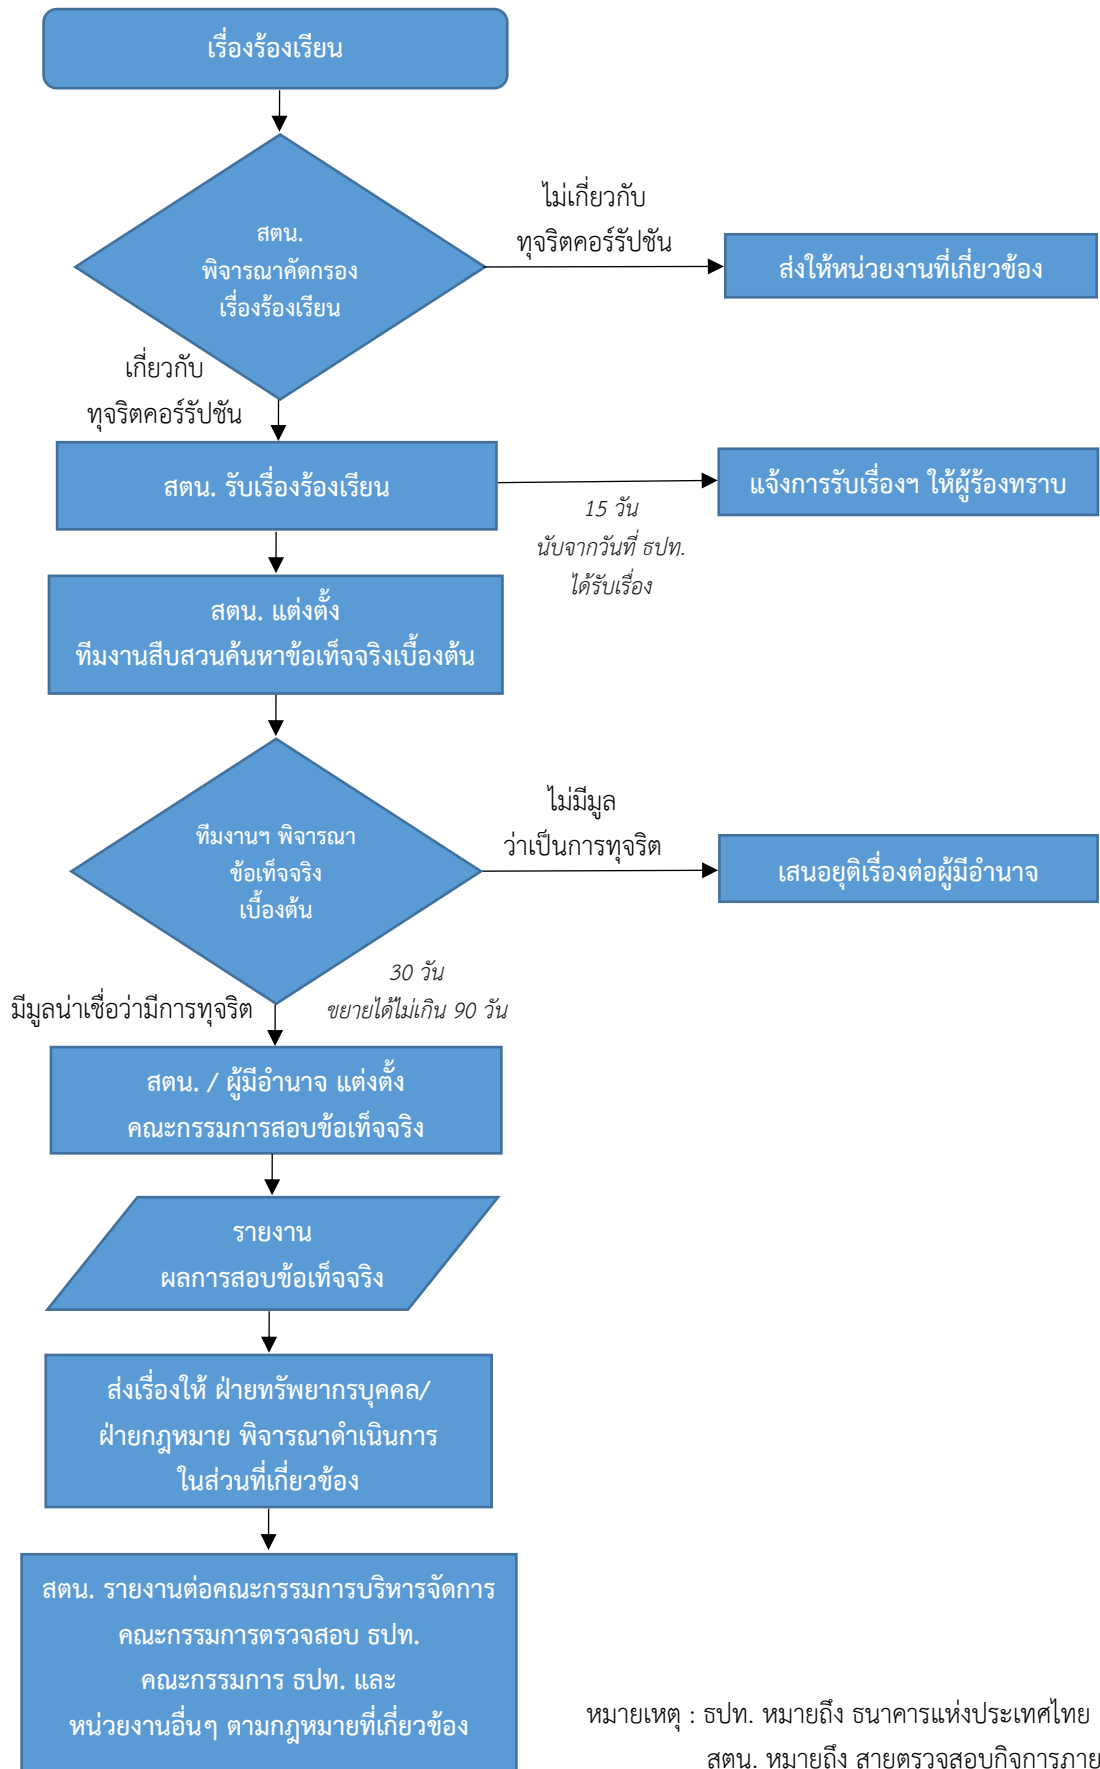 เรื่องร้องเรียน
สตน.
พิจารณาคัดกรอง
เรื่องร้องเรียน
ไม่เกี่ยวกับ
ทุจริตคอร์รัปชัน
ส่งให้หน่วยงานที่เกี่ยวข้อง
เกี่ยวกับ
ทุจริตคอร์รัปชัน
สตน. รับเรื่องร้องเรียน
แจ้งการรับเรื่องฯ ให้ผู้ร้องทราบ
15 วัน
นับจากวันที่ ธปท.
ได้รับเรื่อง
สตน. แต่งตั้ง
ทีมงานสืบสวนค้นหาข้อเท็จจริงเบื้องต้น
ทีมงานฯ พิจารณา
ข้อเท็จจริง
เบื้องต้น
ไม่มีมูล
ว่าเป็นการทุจริต
เสนอยุติเรื่องต่อผู้มีอำนาจ
30 วัน
ขยายได้ไม่เกิน 90 วัน
มีมูลน่าเชื่อว่ามีการทุจริต
สตน. / ผู้มีอำนาจ แต่งตั้ง
คณะกรรมการสอบข้อเท็จจริง
รายงาน
ผลการสอบข้อเท็จจริง
ส่งเรื่องให้ ฝ่ายทรัพยากรบุคคล/
ฝ่ายกฎหมาย พิจารณาดำเนินการ
ในส่วนที่เกี่ยวข้อง
สตน. รายงานต่อคณะกรรมการบริหารจัดการ
คณะกรรมการตรวจสอบ ธปท.
คณะกรรมการ ธปท. และ
หน่วยงานอื่นๆ ตามกฎหมายที่เกี่ยวข้อง
หมายเหตุ : ธปท. หมายถึง ธนาคารแห่งประเทศไทย
สตน. หมายถึง สายตรวจสอบกิจการภาย